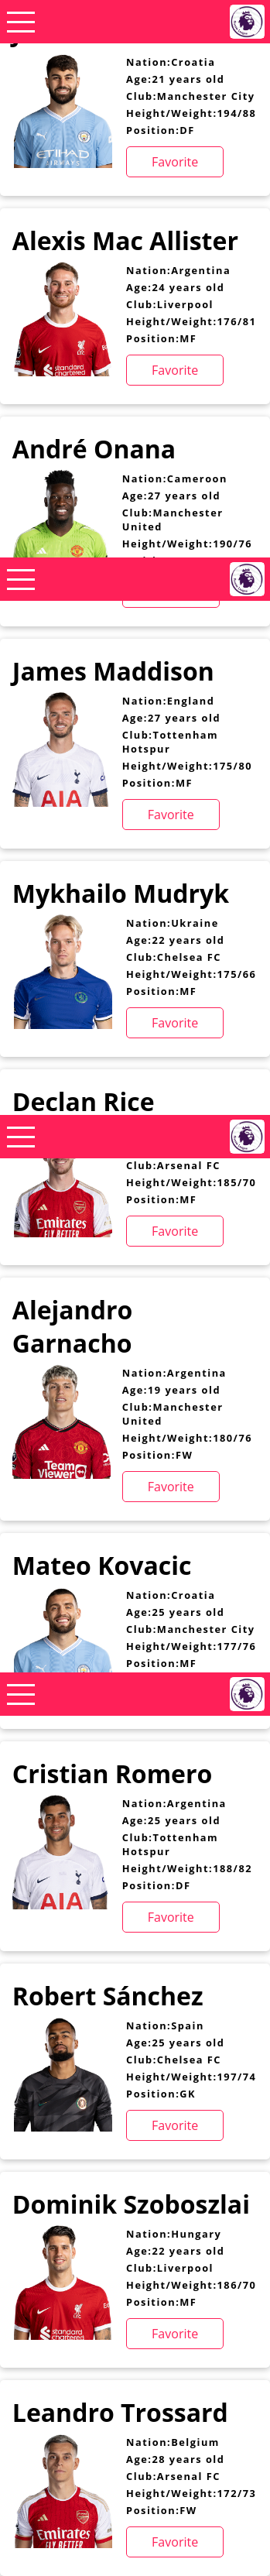 Nation:Croatia
Age:21 years old
Club:Manchester City
Height/Weight:194/88
Position:DF
Favorite
Alexis Mac Allister
Nation:Argentina
Age:24 years old
Club:Liverpool
Height/Weight:176/81
Position:MF
Favorite
André Onana
Nation:Cameroon
Age:27 years old
Club:Manchester
United
Height/Weight:190/76
James Maddison
Nation:England
Age:27 years old
Club:Tottenham
Hotspur
Height/Weight:175/80
Position:MF
Favorite
Mykhailo Mudryk
Nation:Ukraine
Age:22 years old
Club:Chelsea FC
Height/Weight:175/66
Position:MF
Favorite
Declan Rice
Club:Arsenal FC
Height/Weight:185/70
Position:MF
Favorite
Alejandro
Garnacho
Nation:Argentina
Age:19 years old
Club:Manchester
United
Height/Weight:180/76
Position:FW
Favorite
Mateo Kovacic
Nation:Croatia
Age:25 years old
Club:Manchester City
Height/Weight:177/76
Position:MF
Cristian Romero
Nation:Argentina
Age:25 years old
Club:Tottenham
Hotspur
Height/Weight:188/82
Position:DF
Favorite
Robert Sánchez
Nation:Spain
Age:25 years old
Club:Chelsea FC
Height/Weight:197/74
Position:GK
Favorite
Dominik Szoboszlai
Nation:Hungary
Age:22 years old
Club:Liverpool
Height/Weight:186/70
Position:MF
Favorite
Leandro Trossard
Nation:Belgium
Age:28 years old
Club:Arsenal FC
Height/Weight:172/73
Position:FW
Favorite